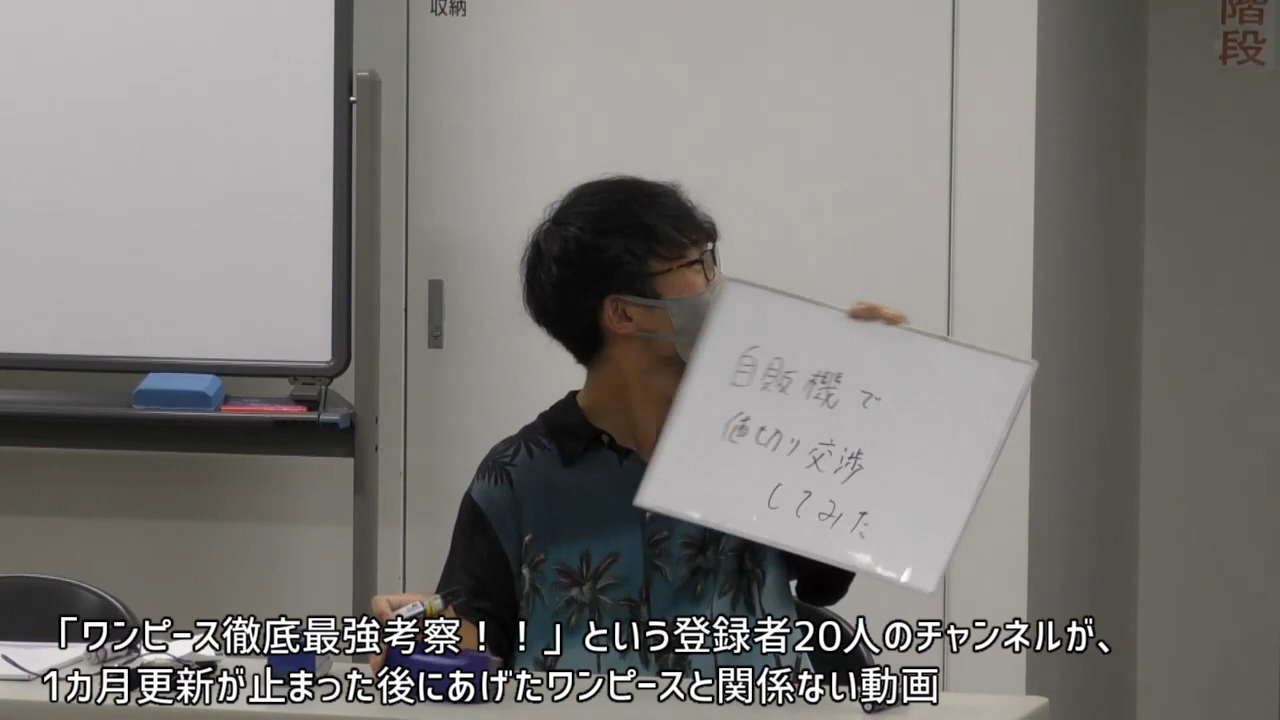 収納
階段
自販機で
値切り交渉
してみた
「ワンピース徹底最強考察！！」という登録者20人のチャンネルが、
1カ月更新が止まった後にあげたワンピースと関係ない動画